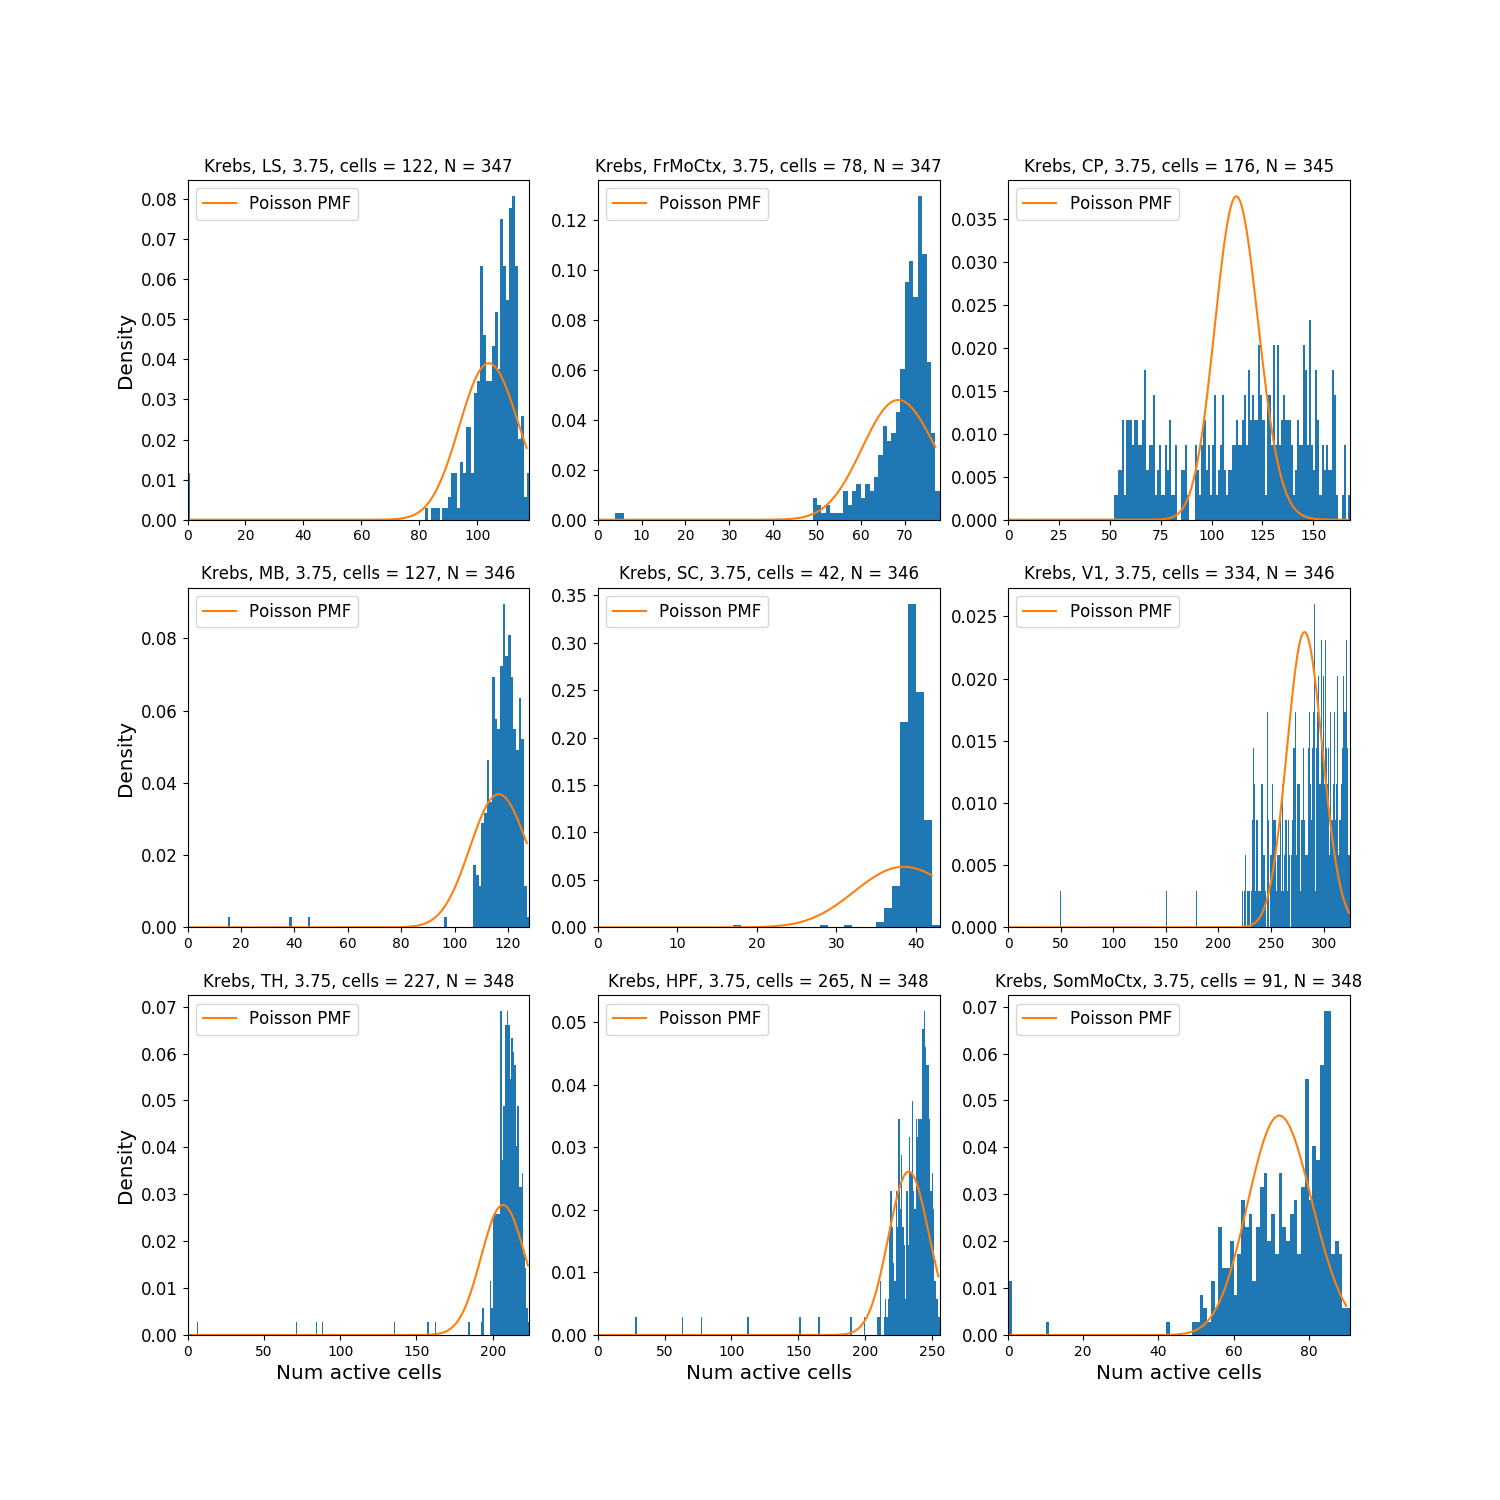 Krebs, LS, 3.75, cells = 122, N = 347
Krebs, FrMoCtx, 3.75, cells = 78, N = 347
Krebs, CP, 3.75, cells = 176, N = 345
Poisson PMF
Poisson PMF
Poisson PMF
Density
0.08
0.07
0.06
0.05
0.04
0.03
0.02
0.01
0.00
0 20 40 60 80 100
0.12
0.10
0.08
0.06
0.04
0.02
0.00
0 10 20 30 40 50 60 70
0.035
0.030
0.025
0.020
0.015
0.010
0.005
0.000
0 25 50 75 100 125 150
Krebs, MB, 3.75, cells = 127, N = 346
Krebs, SC, 3.75, cells = 42, N = 346
Krebs, V1, 3.75, cells = 334, N = 346
Poisson PMF
Poisson PMF
Poisson PMF
Density
0.08
0.06
0.04
0.02
0.00
0 20 40 60 80 100 120
0.35
0.30
0.25
0.20
0.15
0.10
0.05
0.00
0 10 20 30 40
0.025
0.020
0.015
0.010
0.005
0.000
0 50 100 150 200 250 300
Krebs, TH, 3.75, cells = 227, N = 348
Krebs, HPF, 3.75, cells = 265, N = 348
Krebs, SomMoCtx, 3.75, cells = 91, N = 348
Poisson PMF
Poisson PMF
Poisson PMF
Density
0.07
0.06
0.05
0.04
0.03
0.02
0.01
0.00
0 50 100 150 200
Num active cells
0.05
0.04
0.03
0.02
0.01
0.00
0 50 100 150 200 250
Num active cells
0.07
0.06
0.05
0.04
0.03
0.02
0.01
0.00
0 20 40 60 80
Num active cells